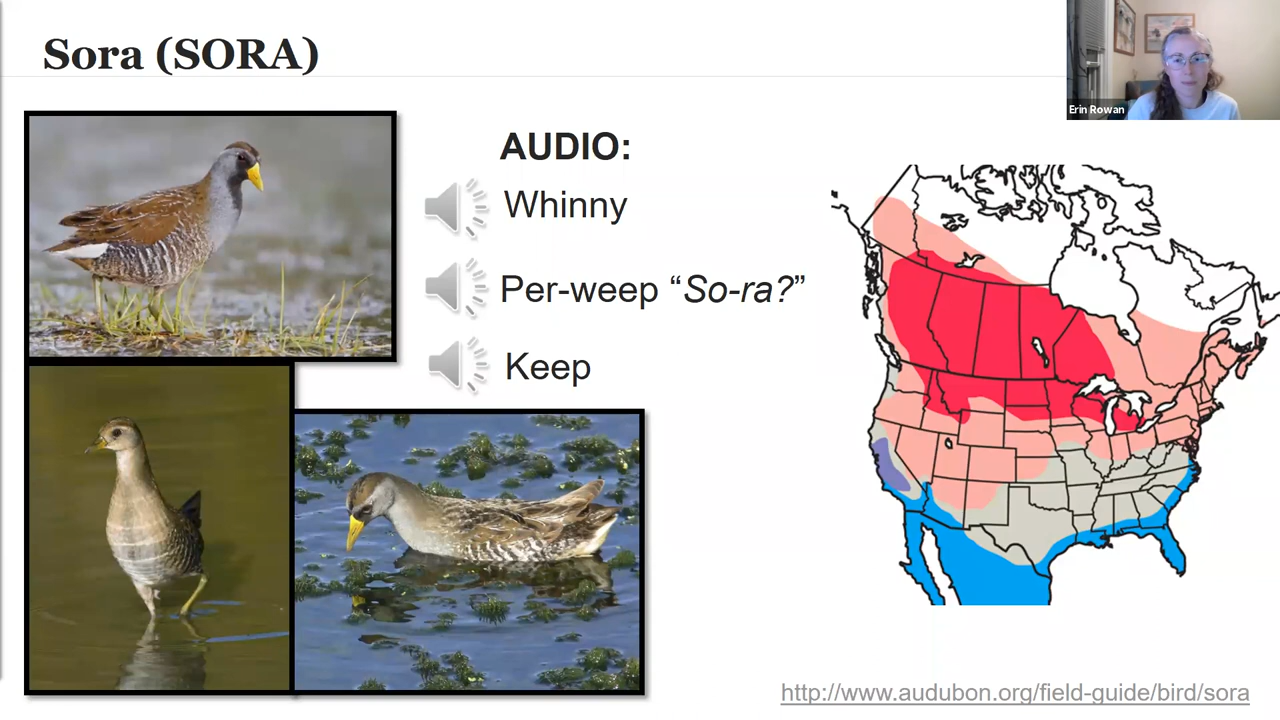 Sora (SORA)
Erin Rowan
AUDIO:
Whinny
Per-weep “So-ra?”
Keep
http://www.audubon.org/field-guide/bird/sora